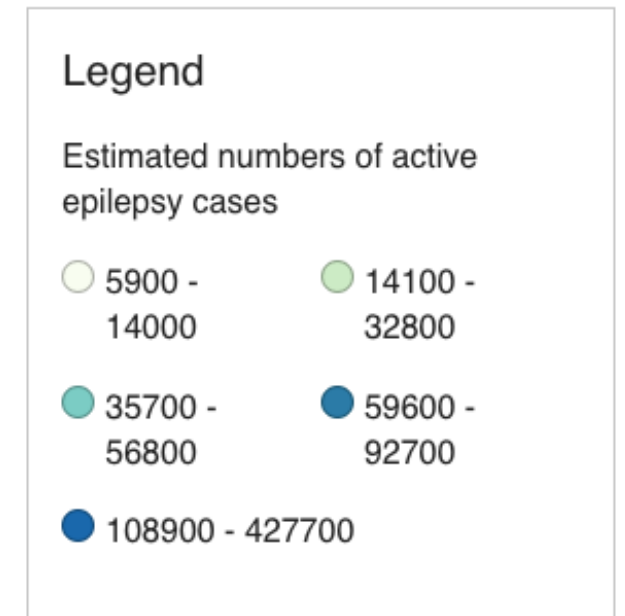 Legend
Estimated numbers of active
epilepsy cases
5900 -
14000
14100 -
32800
35700 -
56800
59600 -
92700
108900 - 427700